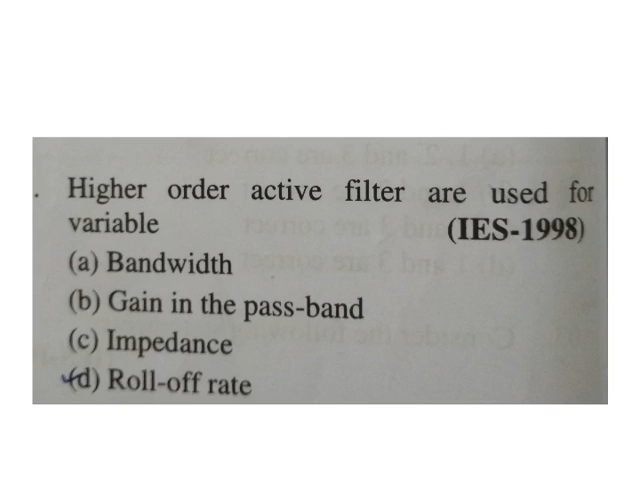 . Higher order active filter are used for
variable (IES-1998)
(a) Bandwidth
(b) Gain in the pass-band
(c) Impedance
(d) Roll-off rate